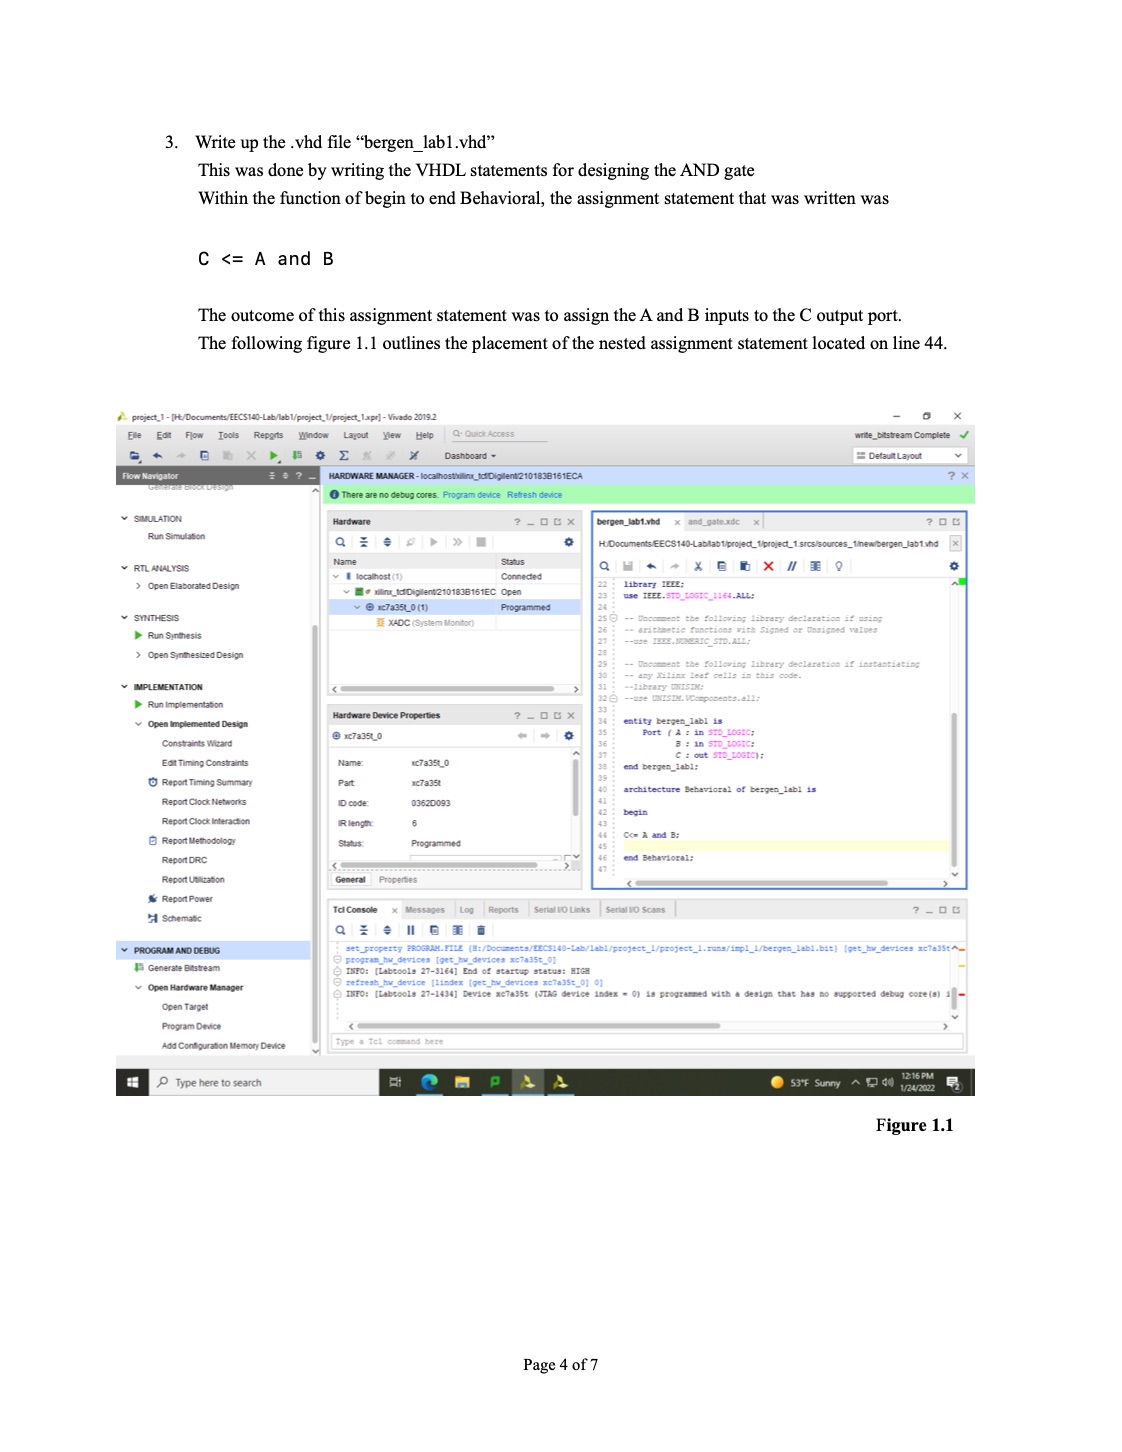 3. Write up the .vhd file “bergen_lab1.vhd”
This was done by writing the VHDL statements for designing the AND gate
Within the function of begin to end Behavioral, the assignment statement that was written was
C <= A and B
The outcome of this assignment statement was to assign the A and B inputs to the C output port.
The following figure 1.1 outlines the placement of the nested assignment statement located on line 44.
project_1 - [H:/Documents/EECS140-Lab/lab1/project_1/project_1.xpr] - Vivado 2019.2
File Edit Flow Tools Reports Window Layout View Help Q- Quick Access write_bitstream Complete
Dashboard Default Layout
Flow Navigator
Generate Block Design
SIMULATION
Run Simulation
RTL ANALYSIS
Open Elaborated Design
SYNTHESIS
Run Synthesis
Open Synthesized Design
IMPLEMENTATION
Run Implementation
Open Implemented Design
Constraints Wizard
Edit Timing Constraints
Report Timing Summary
Report Clock Networks
Report Clock Interaction
Report Methodology
Report DRC
Report Utilization
Report Power
Schematic
PROGRAM AND DEBUG
Generate Bitstream
Open Hardware Manager
Open Target
Program Device
Add Configuration Memory Device
HARDWARE MANAGER - localhost/xilinx_tcf/Digilent/210183B161ECA
There are no debug cores. Program device Refresh device
Hardware
Name Status
localhost (1) Connected
xilinx_tcf/Digilent/210183B161EC Open
xc7a35t_0 (1) Programmed
XADC (System Monitor)
Hardware Device Properties
xc7a35t_0
Name: xc7a35t_0
Part: xc7a35t
ID code: 0362D093
IR length: 6
Status: Programmed
General Properties
bergen_lab1.vhd and_gate.xdc
H:/Documents/EECS140-Lab/lab1/project_1/project_1.srcs/sources_1/new/bergen_lab1.vhd
22 library IEEE;
23 use IEEE.STD_LOGIC_1164.ALL;
24
25 -- Uncomment the following library declaration if using
26 -- arithmetic functions with Signed or Unsigned values
27 --use IEEE.NUMERIC_STD.ALL;
28
29 -- Uncomment the following library declaration if instantiating
30 -- any Xilinx leaf cells in this code.
31 --library UNISIM;
32 --use UNISIM.VComponents.all;
33
34 entity bergen_lab1 is
35 Port ( A : in STD_LOGIC;
36 B : in STD_LOGIC;
37 C : out STD_LOGIC);
38 end bergen_lab1;
39
40 architecture Behavioral of bergen_lab1 is
41
42 begin
43
44 C<= A and B;
45
46 end Behavioral;
47
Tcl Console Messages Log Reports Serial I/O Links Serial I/O Scans
set_property PROGRAM.FILE {H:/Documents/EECS140-Lab/lab1/project_1/project_1.runs/impl_1/bergen_lab1.bit} [get_hw_devices xc7a35t
program_hw_devices [get_hw_devices xc7a35t_0]
INFO: [Labtools 27-3164] End of startup status: HIGH
refresh_hw_device [lindex [get_hw_devices xc7a35t_0] 0]
INFO: [Labtools 27-1434] Device xc7a35t (JTAG device index = 0) is programmed with a design that has no supported debug core(s) i
Type a Tcl command here
Type here to search 53°F Sunny 12:16 PM
1/24/2022
2
Figure 1.1
Page 4 of 7